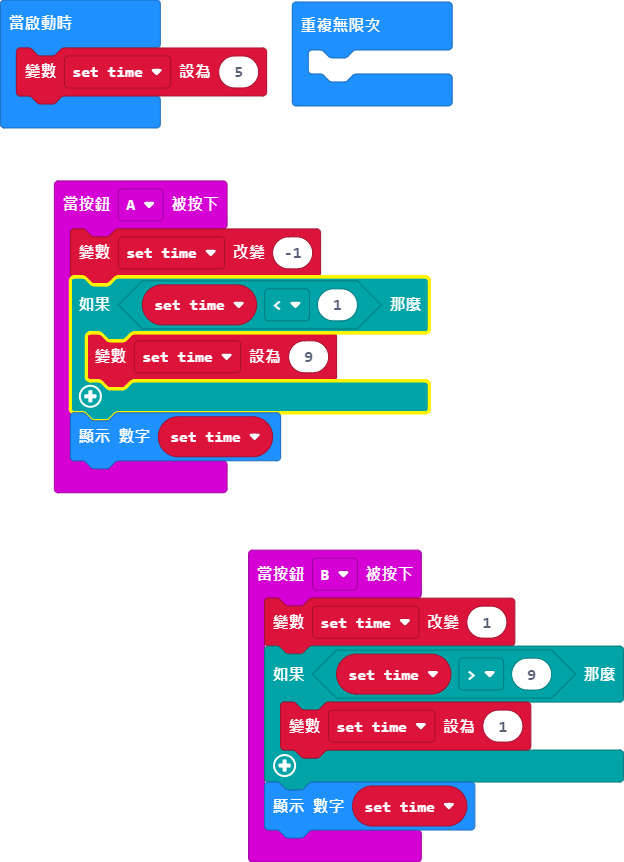 當啟動時
變數 set time 設為 5
重複無限次
當按鈕 A 被按下
變數 set time 改變 -1
如果 set time < 1 那麼
變數 set time 設為 9
顯示 數字 set time
當按鈕 B 被按下
變數 set time 改變 1
如果 set time > 9 那麼
變數 set time 設為 1
顯示 數字 set time